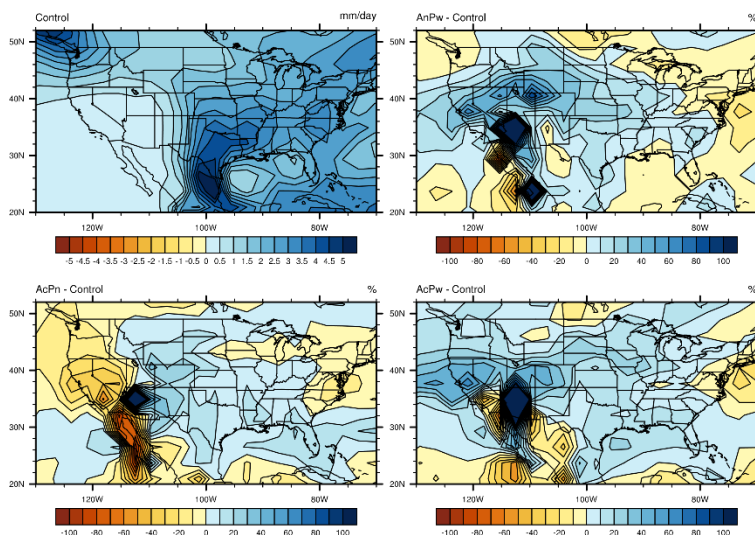 Control mm/day
50N
40N
30N
20N
120W 100W 80W
-5 -4.5 -4 -3.5 -3 -2.5 -2 -1.5 -1 -0.5 0 0.5 1 1.5 2 2.5 3 3.5 4 4.5 5
AnPw - Control %
50N
40N
30N
20N
120W 100W 80W
-100 -80 -60 -40 -20 0 20 40 60 80 100
AcPn - Control %
50N
40N
30N
20N
120W 100W 80W
-100 -80 -60 -40 -20 0 20 40 60 80 100
AcPw - Control %
50N
40N
30N
20N
120W 100W 80W
-100 -80 -60 -40 -20 0 20 40 60 80 100